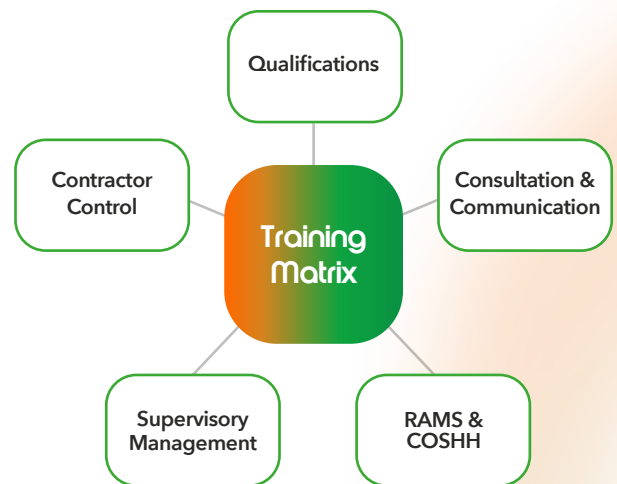 Qualifications
Contractor
Control
Consultation &
Communication
Training
Matrix
Supervisory
Management
RAMS &
COSHH